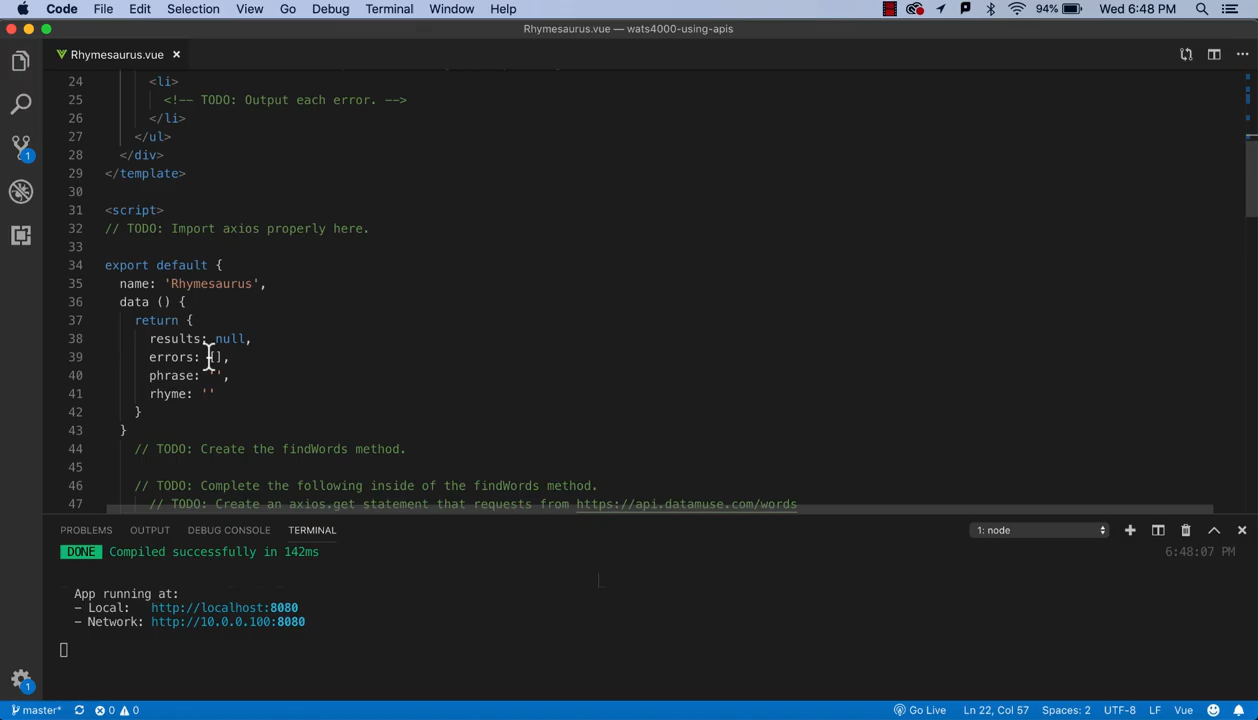 Code File Edit Selection View Go Debug Terminal Window Help 94% Wed 6:48 PM
Rhymesaurus.vue — wats4000-using-apis
Rhymesaurus.vue
24 <li>
25 <!-- TODO: Output each error. -->
26 </li>
27 </ul>
28 </div>
29 </template>
30
31 <script>
32 // TODO: Import axios properly here.
33
34 export default {
35 name: 'Rhymesaurus',
36 data () {
37 return {
38 results: null,
39 errors: [],
40 phrase: '',
41 rhyme: ''
42 }
43 }
44 // TODO: Create the findWords method.
45
46 // TODO: Complete the following inside of the findWords method.
47 // TODO: Create an axios.get statement that requests from https://api.datamuse.com/words
PROBLEMS OUTPUT DEBUG CONSOLE TERMINAL 1: node
DONE Compiled successfully in 142ms 6:48:07 PM
App running at:
- Local: http://localhost:8080
- Network: http://10.0.0.100:8080
1
1
master* 0 0 Go Live Ln 22, Col 57 Spaces: 2 UTF-8 LF Vue